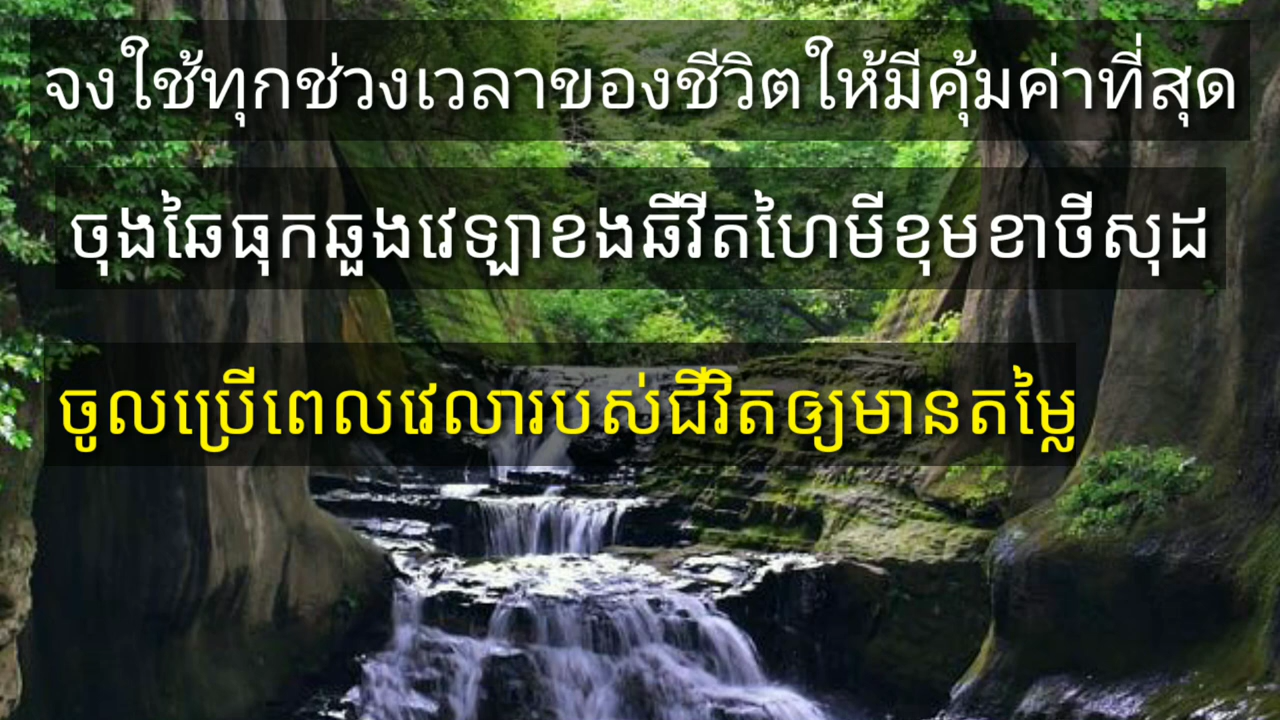 จงใช้ทุกช่วงเวลาของชีวิตให้มีคุ้มค่าที่สุด
ចុងឆៃធុកឆួងវេឡាខងឆីវីតហៃមីខុមខាថីសុដ
ចូលប្រើពេលវេលារបស់ជីវិតឲ្យមានតម្លៃ